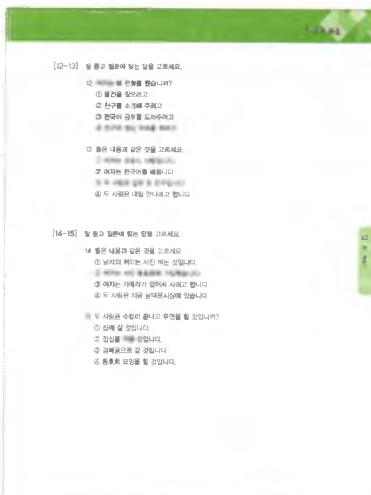 [12-13] 잘 듣고 질문에 맞는 답을 고르세요.
12. 전화를 했습니까?
① 물건을 찾으려고
② 친구를 소개해 주려고
③ 한국어 공부를 도와주려고
④
13. 들은 내용과 같은 것을 고르세요.
①
② 여자는 한국어를 배웁니다
③
④ 두 사람은 내일 만나려고 합니다
[14-15] 잘 듣고 질문에 맞는 답을 고르세요.
14. 들은 내용과 같은 것을 고르세요
① 남자의 취미는 사진 찍는 것입니다
②
③ 여자는 카메라가 없어서 사려고 합니다
④ 두 사람은 지금 남대문시장에 있습니다
두 사람은 수업이 끝나고 무엇을 할 것입니까?
① 집에 갈 것입니다.
② 점심을 것입니다.
③ 경복궁으로 갈 것입니다
④ 동호회 모임을 할 것입니다.